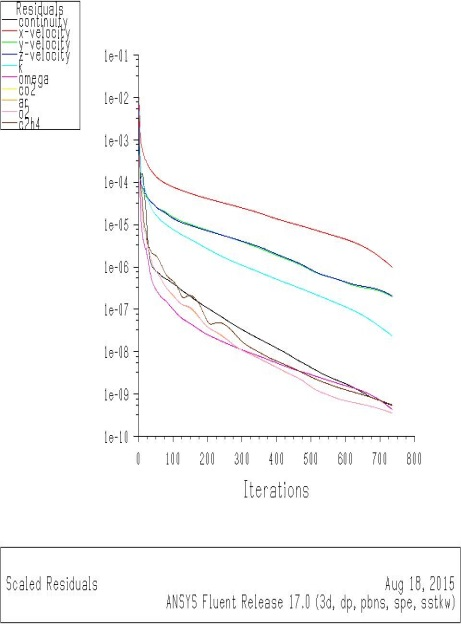 Residuals
continuity
x-velocity
y-velocity
z-velocity
k
omega
co2
ar
o2
c2h4
1e-01
1e-02
1e-03
1e-04
1e-05
1e-06
1e-07
1e-08
1e-09
1e-10
0 100 200 300 400 500 600 700 800
Iterations
Scaled Residuals
Aug 18, 2015
ANSYS Fluent Release 17.0 (3d, dp, pbns, spe, sstkw)